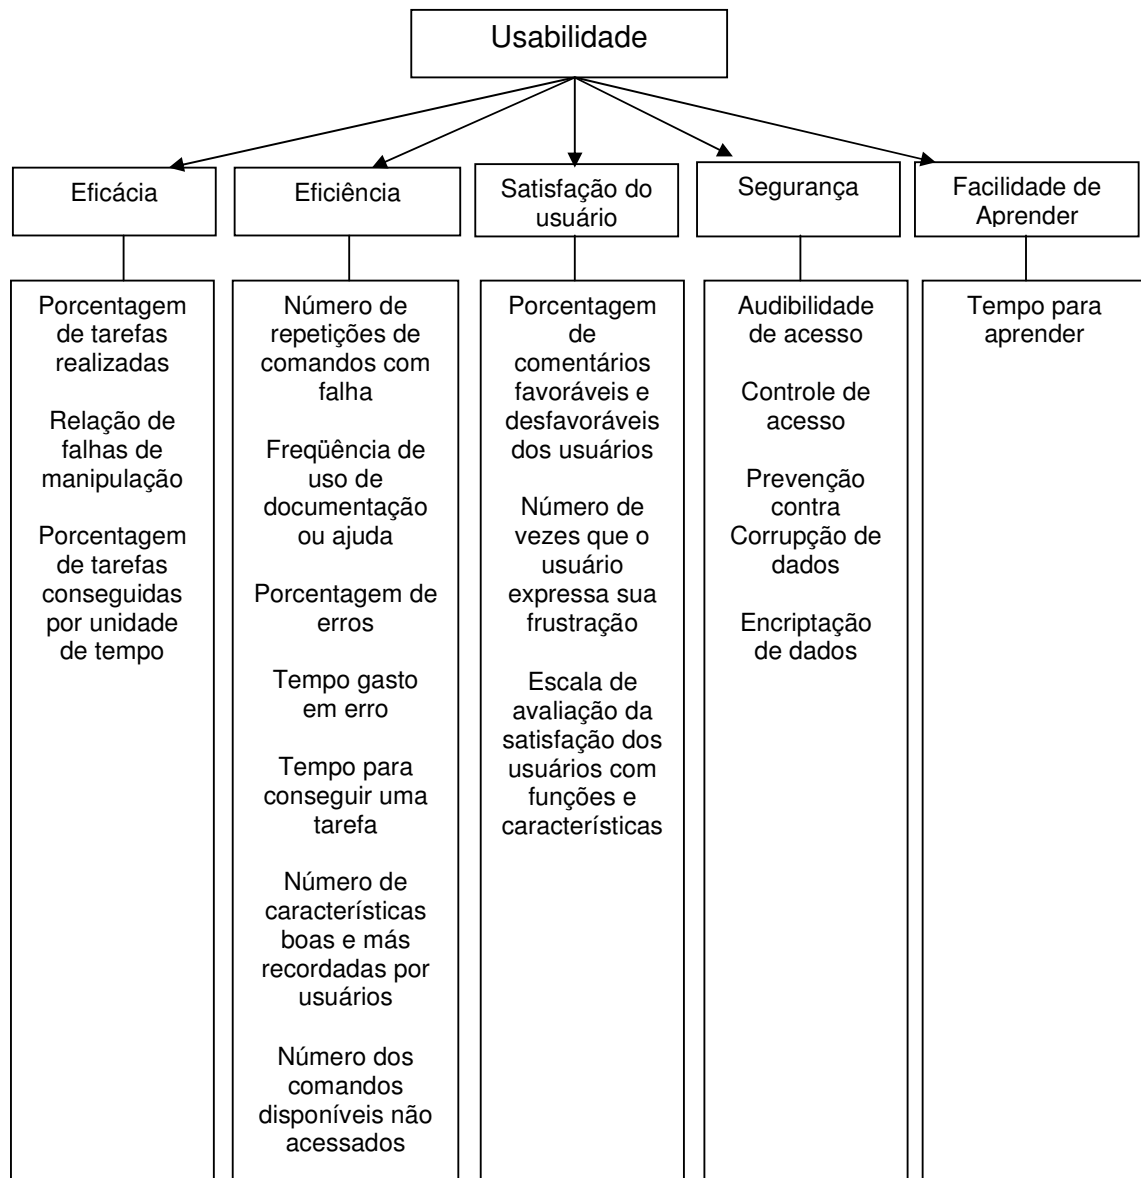 Usabilidade
Eficácia
Eficiência
Satisfação do
usuário
Segurança
Facilidade de
Aprender
Porcentagem
de tarefas
realizadas
Relação de
falhas de
manipulação
Porcentagem
de tarefas
conseguidas
por unidade
de tempo
Número de
repetições de
comandos com
falha
Freqüência de
uso de
documentação
ou ajuda
Porcentagem de
erros
Tempo gasto
em erro
Tempo para
conseguir uma
tarefa
Número de
características
boas e más
recordadas por
usuários
Número dos
comandos
disponíveis não
acessados
Porcentagem
de
comentários
favoráveis e
desfavoráveis
dos usuários
Número de
vezes que o
usuário
expressa sua
frustração
Escala de
avaliação da
satisfação dos
usuários com
funções e
características
Audibilidade
de acesso
Controle de
acesso
Prevenção
contra
Corrupção de
dados
Encriptação
de dados
Tempo para
aprender